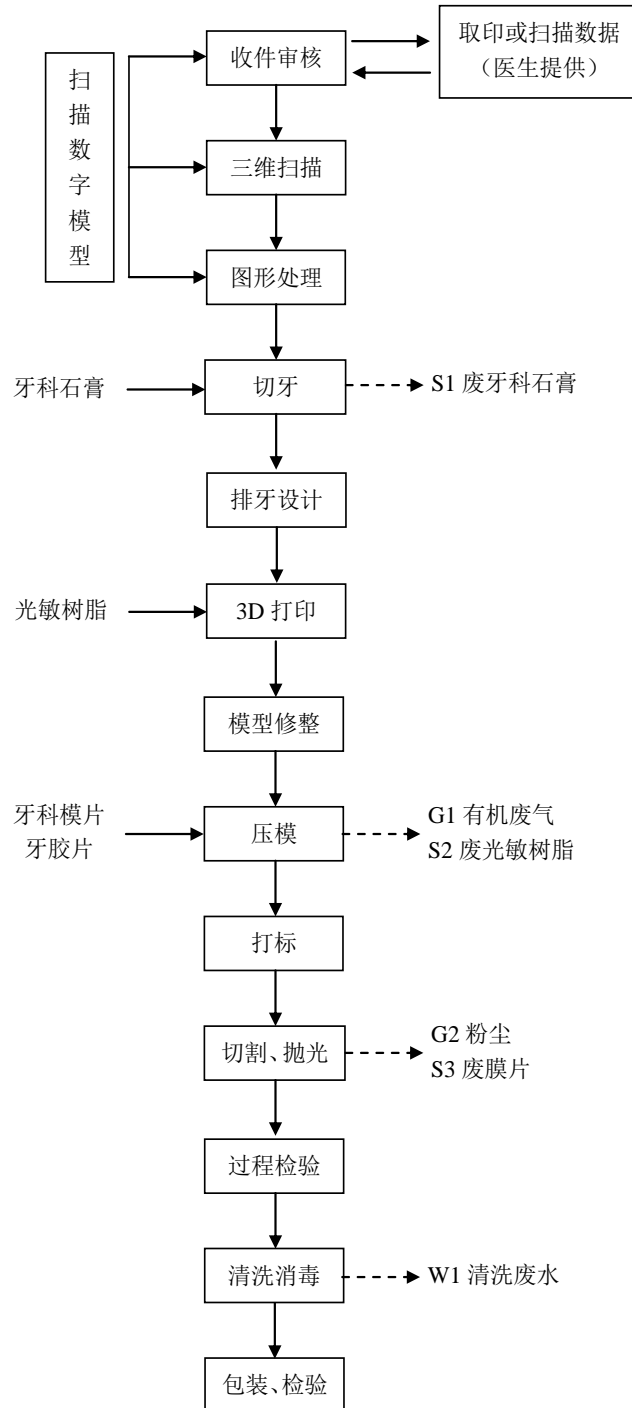 收件审核
取印或扫描数据
（医生提供）
扫
描
数
字
模
型
三维扫描
图形处理
牙科石膏
切牙
S1 废牙科石膏
排牙设计
光敏树脂
3D 打印
模型修整
牙科模片
牙胶片
压模
G1 有机废气
S2 废光敏树脂
打标
切割、抛光
G2 粉尘
S3 废膜片
过程检验
清洗消毒
W1 清洗废水
包装、检验